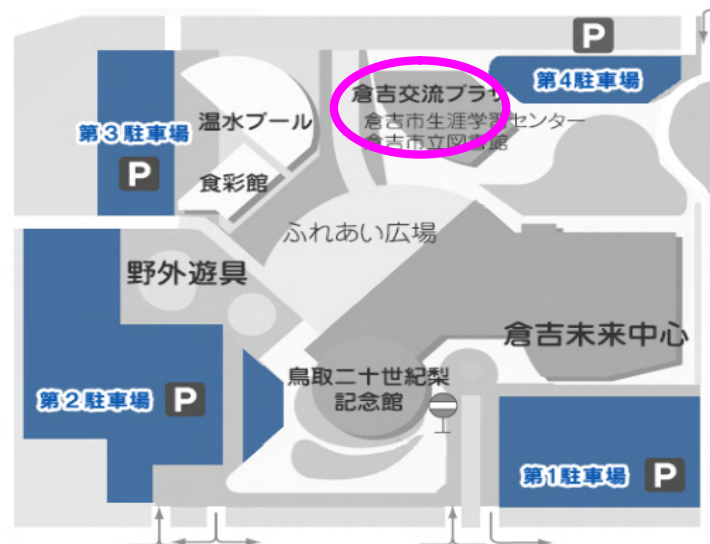 P
第4駐車場
倉吉交流プラザ
倉吉市生涯学習センター
倉吉市立図書館
第3駐車場
P
温水プール
食彩館
ふれあい広場
野外遊具
倉吉未来中心
鳥取二十世紀梨
記念館
第2駐車場 P
第1駐車場 P